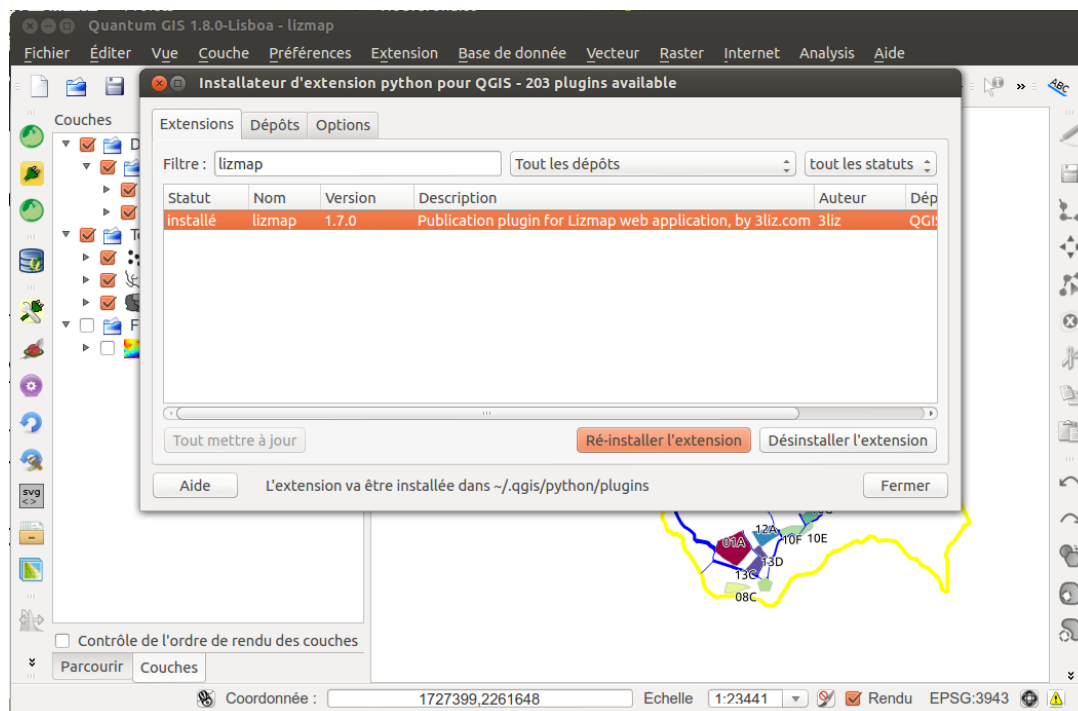 Quantum GIS 1.8.0-Lisboa - lizmap
Fichier Éditer Vue Couche Préférences Extension Base de donnée Vecteur Raster Internet Analysis Aide
Installateur d'extension python pour QGIS - 203 plugins available
ABC
Couches
Extensions Dépôts Options
Filtre : lizmap Tout les dépôts tout les statuts
Statut Nom Version Description Auteur Dép
installé lizmap 1.7.0 Publication plugin for Lizmap web application, by 3liz.com 3liz QGIS
Tout mettre à jour Ré-installer l'extension Désinstaller l'extension
Aide L'extension va être installée dans ~/.qgis/python/plugins Fermer
svg
<>
12A
01A 10F 10E
13D
13C
08C
Contrôle de l'ordre de rendu des couches
Parcourir Couches
Coordonnée : 1727399,2261648 Echelle 1:23441 Rendu EPSG:3943